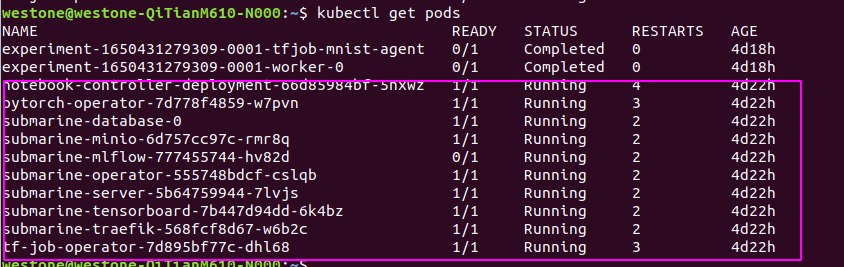 westone@westone-QiTianM610-N000:~$ kubectl get pods
NAME READY STATUS RESTARTS AGE
experiment-1650431279309-0001-tfjob-mnist-agent 0/1 Completed 0 4d18h
experiment-1650431279309-0001-worker-0 0/1 Completed 0 4d18h
notebook-controller-deployment-66d85984bf-5nxwz 1/1 Running 4 4d22h
pytorch-operator-7d778f4859-w7pvn 1/1 Running 3 4d22h
submarine-database-0 1/1 Running 2 4d22h
submarine-minio-6d757cc97c-rmr8q 1/1 Running 2 4d22h
submarine-mlflow-777455744-hv82d 0/1 Running 2 4d22h
submarine-operator-555748bdcf-cslqb 1/1 Running 2 4d22h
submarine-server-5b64759944-7lvjs 1/1 Running 2 4d22h
submarine-tensorboard-7b447d94dd-6k4bz 1/1 Running 2 4d22h
submarine-traefik-568fcf8d67-w6b2c 1/1 Running 2 4d22h
tf-job-operator-7d895bf77c-dhl68 1/1 Running 3 4d22h
westone@westone-QiTianM610-N000:~$